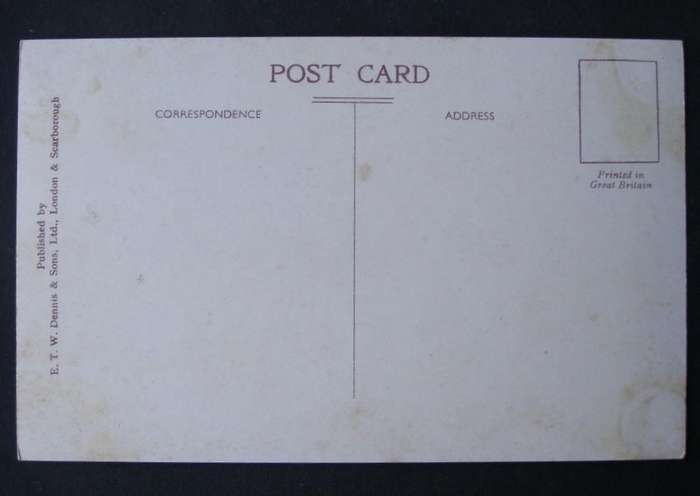 POST CARD
CORRESPONDENCE
ADDRESS
Printed in
Great Britain
Published by
E. T. W. Dennis & Sons, Ltd., London & Scarborough